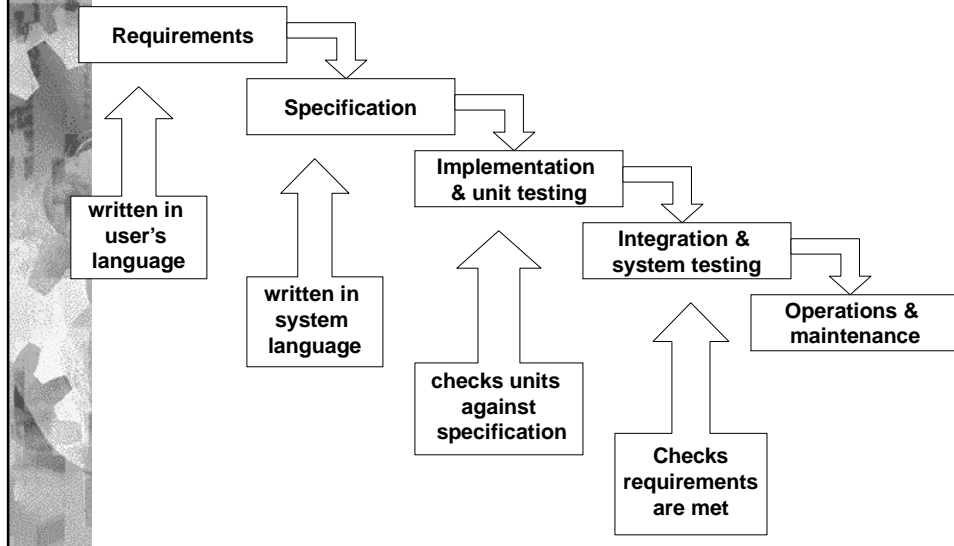 Requirements
Specification
Implementation
& unit testing
Integration &
system testing
Operations &
maintenance
written in
user’s
language
written in
system
language
checks units
against
specification
Checks
requirements
are met